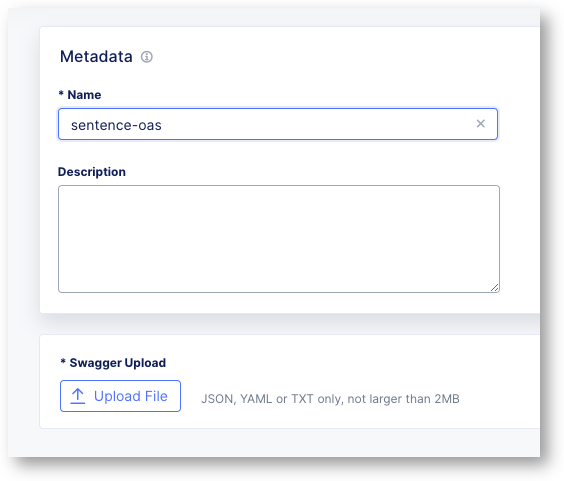 Metadata
* Name
sentence-oas
Description
* Swagger Upload
Upload File
JSON, YAML or TXT only, not larger than 2MB